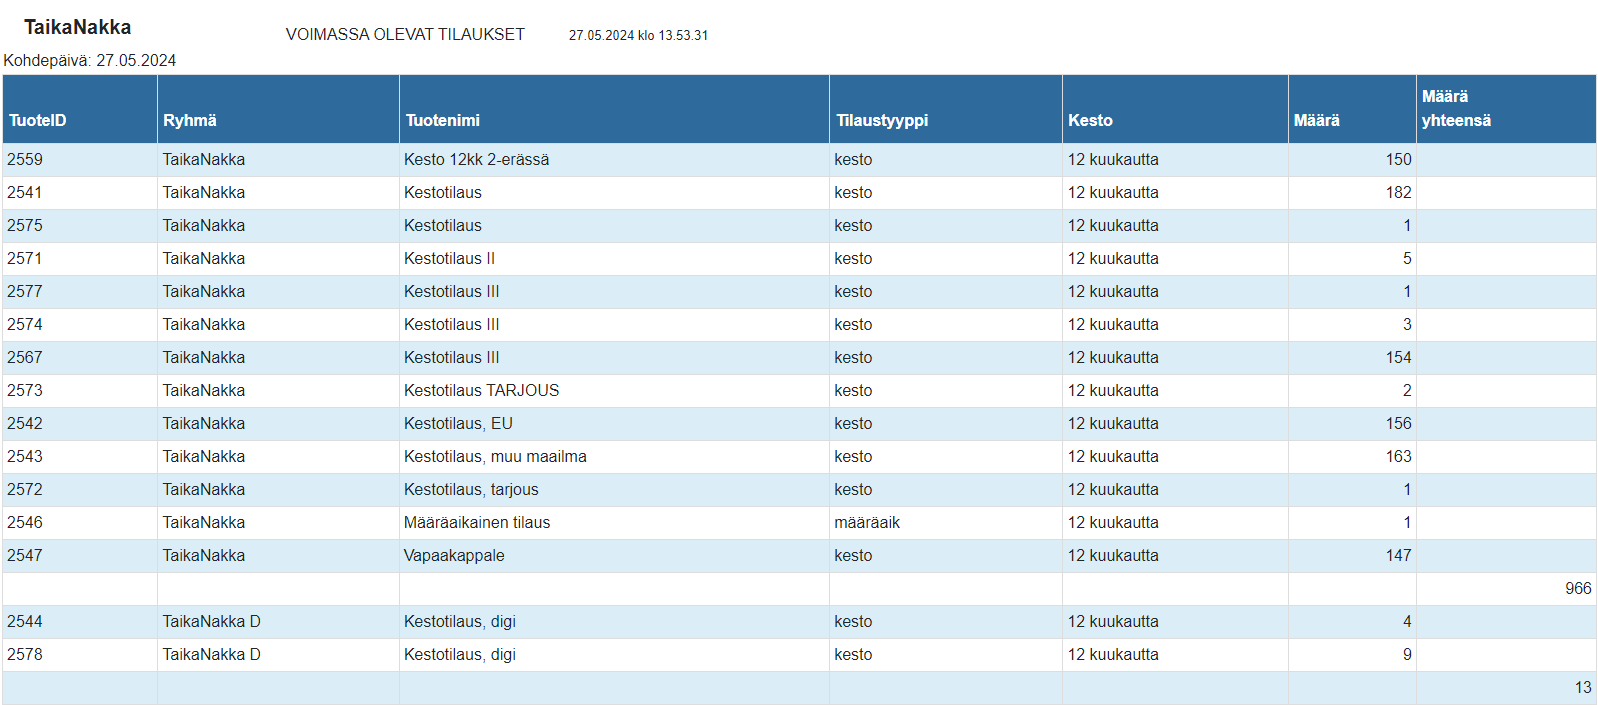 TaikaNakka
VOIMASSA OLEVAT TILAUKSET 27.05.2024 klo 13.53.31
Kohdepäivä: 27.05.2024
TuoteID Ryhmä Tuotenimi Tilaustyyppi Kesto Määrä Määrä yhteensä
2559 TaikaNakka Kesto 12kk 2-erässä kesto 12 kuukautta 150
2541 TaikaNakka Kestotilaus kesto 12 kuukautta 182
2575 TaikaNakka Kestotilaus kesto 12 kuukautta 1
2571 TaikaNakka Kestotilaus II kesto 12 kuukautta 5
2577 TaikaNakka Kestotilaus III kesto 12 kuukautta 1
2574 TaikaNakka Kestotilaus III kesto 12 kuukautta 3
2567 TaikaNakka Kestotilaus III kesto 12 kuukautta 154
2573 TaikaNakka Kestotilaus TARJOUS kesto 12 kuukautta 2
2542 TaikaNakka Kestotilaus, EU kesto 12 kuukautta 156
2543 TaikaNakka Kestotilaus, muu maailma kesto 12 kuukautta 163
2572 TaikaNakka Kestotilaus, tarjous kesto 12 kuukautta 1
2546 TaikaNakka Määräaikainen tilaus määräaik 12 kuukautta 1
2547 TaikaNakka Vapaakappale kesto 12 kuukautta 147
966
2544 TaikaNakka D Kestotilaus, digi kesto 12 kuukautta 4
2578 TaikaNakka D Kestotilaus, digi kesto 12 kuukautta 9
13